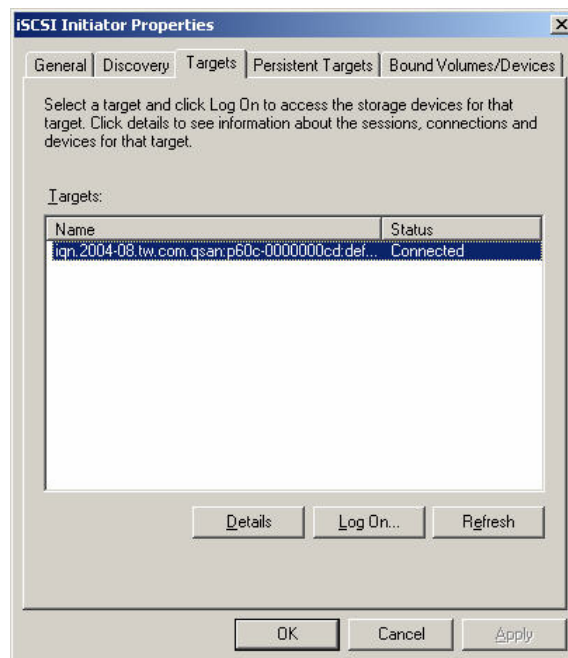 iSCSI Initiator Properties
General Discovery Targets Persistent Targets Bound Volumes/Devices
Select a target and click Log On to access the storage devices for that
target. Click details to see information about the sessions, connections and
devices for that target.
Targets:
Name Status
iqn.2004-08.tw.com.qsan:p60c-0000000cd:def... Connected
Details Log On... Refresh
OK Cancel Apply